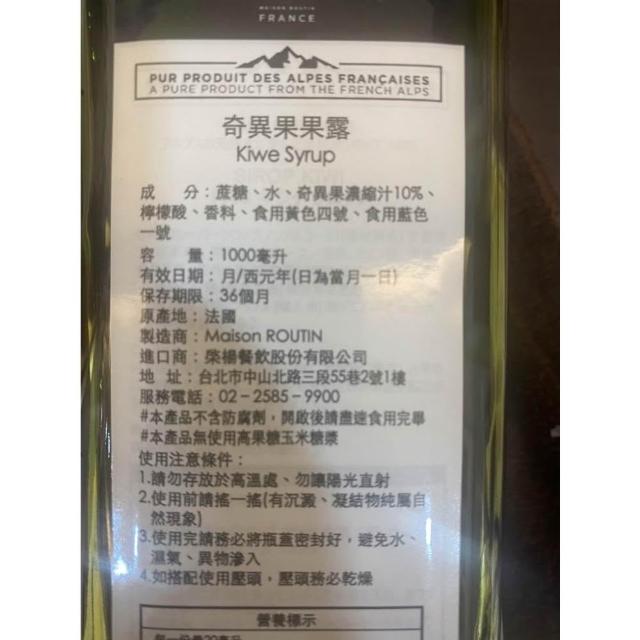 MAISON ROUTIN
FRANCE
PUR PRODUIT DES ALPES FRANÇAISES
A PURE PRODUCT FROM THE FRENCH ALPS
奇異果果露
Kiwe Syrup
成 分：蔗糖、水、奇異果濃縮汁10%、
檸檬酸、香料、食用黃色四號、食用藍色
一號
容 量：1000毫升
有效日期：月/西元年(日為當月一日)
保存期限：36個月
原產地：法國
製造商：Maison ROUTIN
進口商：榮楊餐飲股份有限公司
地 址：台北市中山北路三段55巷2號1樓
服務電話：02－2585－9900
#本產品不含防腐劑，開啟後請盡速食用完畢
#本產品無使用高果糖玉米糖漿
使用注意條件：
1.請勿存放於高溫處、勿讓陽光直射
2.使用前請搖一搖(有沉澱、凝結物純屬自
然現象)
3.使用完請務必將瓶蓋密封好，避免水、
濕氣、異物滲入
4.如搭配使用壓頭，壓頭務必乾燥
營養標示
每一份量20毫升